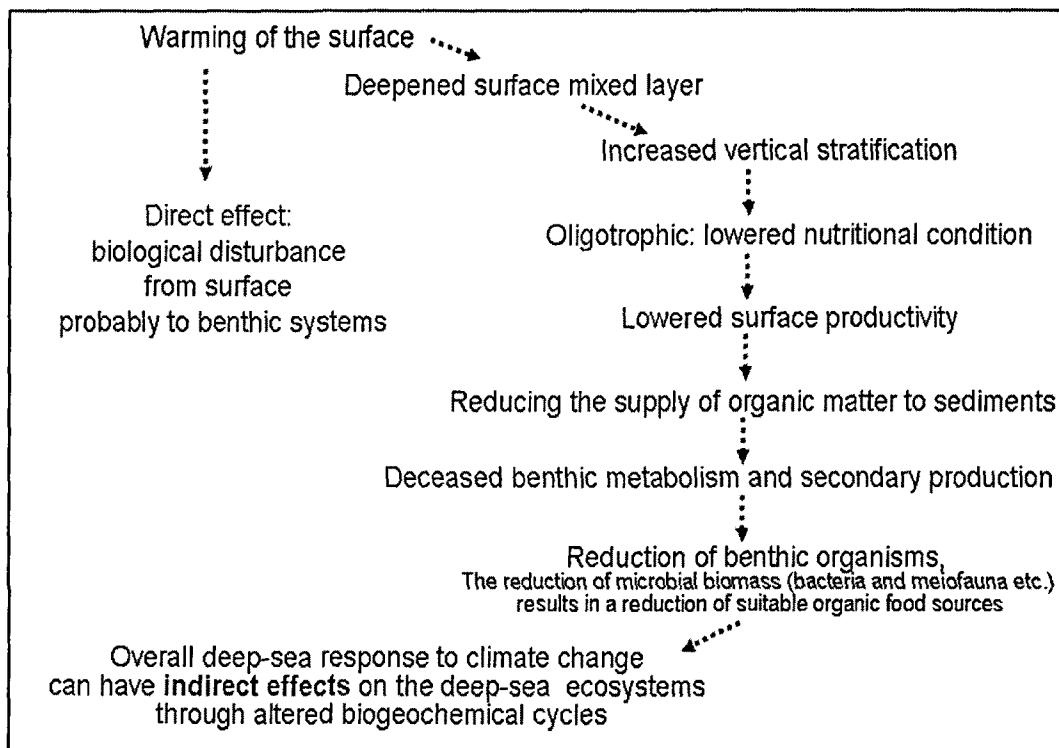 Warming of the surface
Deepened surface mixed layer
Increased vertical stratification
Direct effect:
biological disturbance
from surface
probably to benthic systems
Oligotrophic: lowered nutritional condition
Lowered surface productivity
Reducing the supply of organic matter to sediments
Deceased benthic metabolism and secondary production
Reduction of benthic organisms,
The reduction of microbial biomass (bacteria and meiofauna etc.)
results in a reduction of suitable organic food sources
Overall deep-sea response to climate change
can have indirect effects on the deep-sea ecosystems
through altered biogeochemical cycles